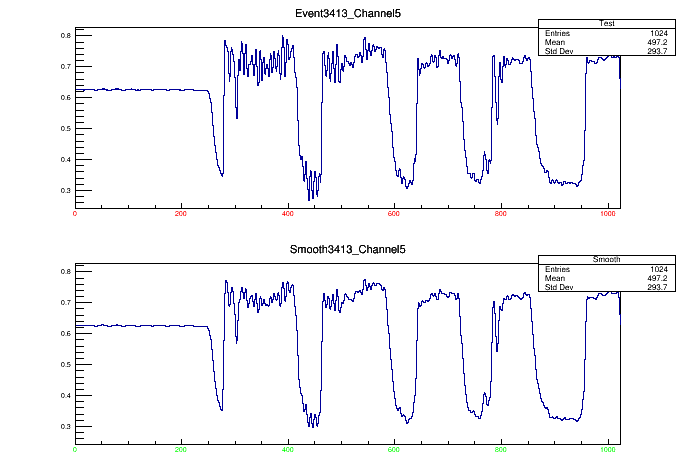 Event3413_Channel5
Test
Entries 1024
Mean 497.2
Std Dev 293.7
0.8
0.7
0.6
0.5
0.4
0.3
0 200 400 600 800 1000
Smooth3413_Channel5
Smooth
Entries 1024
Mean 497.2
Std Dev 293.7
0.8
0.7
0.6
0.5
0.4
0.3
0 200 400 600 800 1000